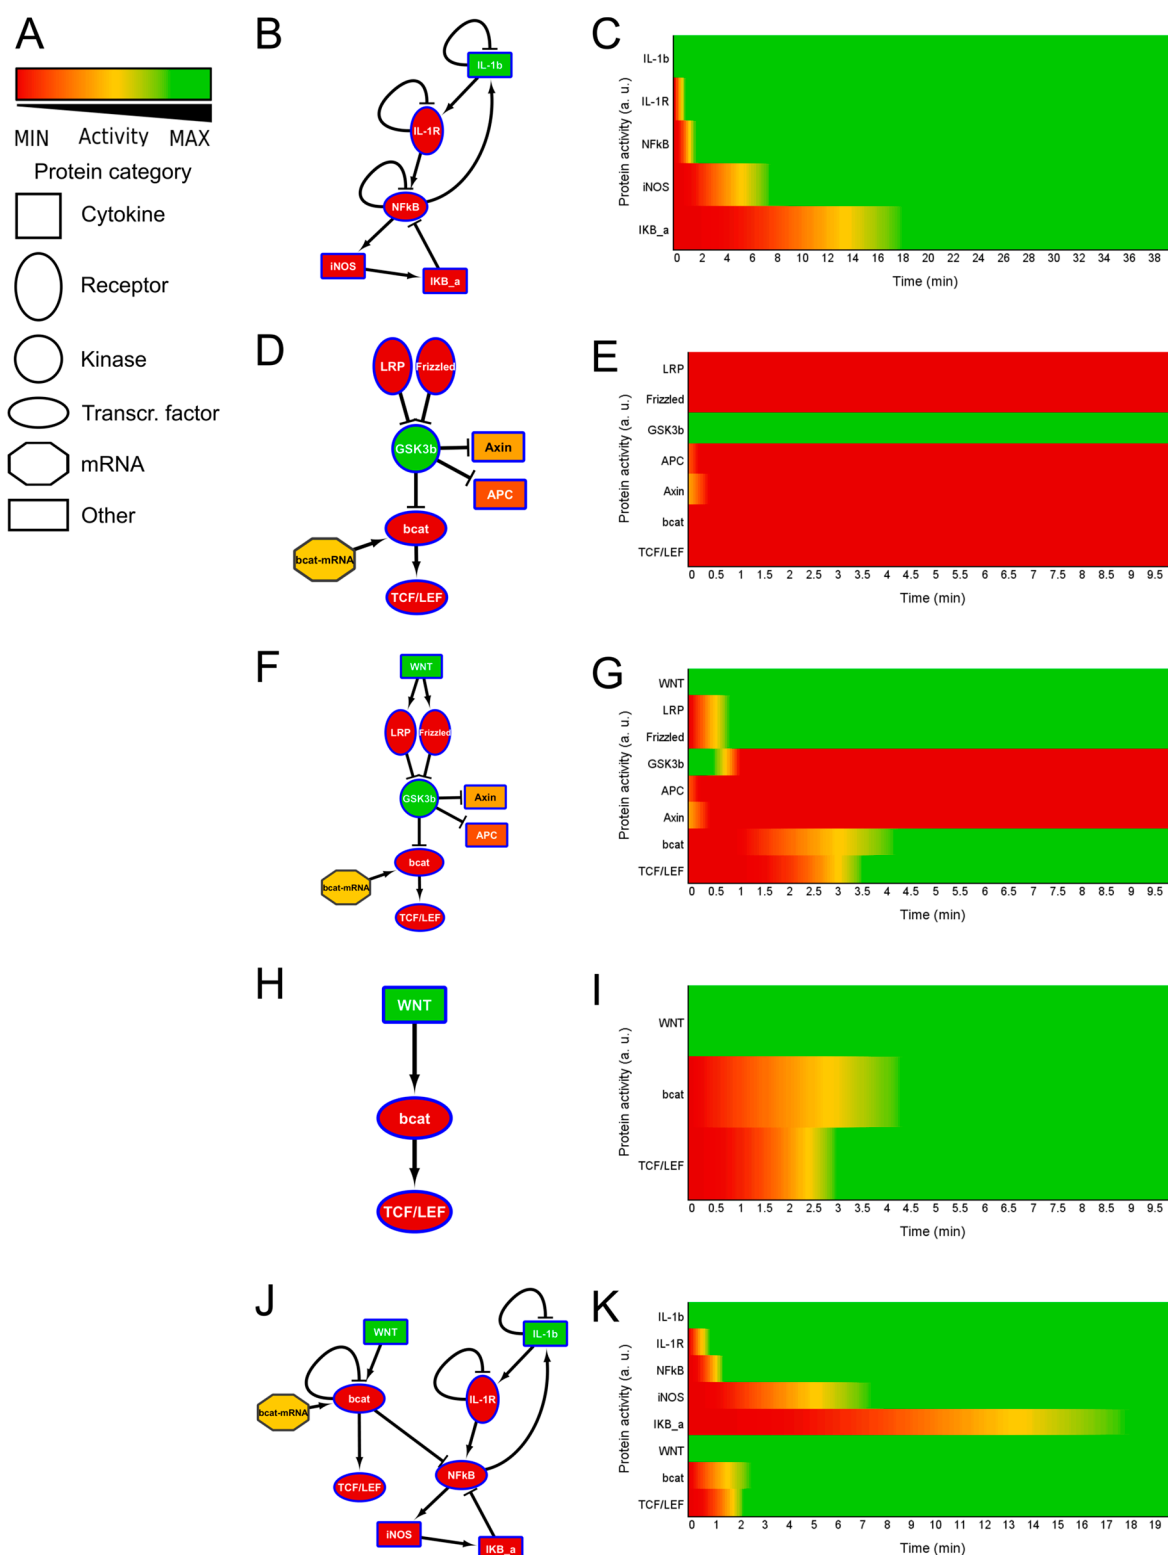 A
MIN Activity MAX
Protein category
Cytokine
Receptor
Kinase
Transcr. factor
mRNA
Other
B
IL-1b
IL-1R
NFkB
iNOS
IKB_a
C
Protein activity (a. u.)
IL-1b
IL-1R
NFkB
iNOS
IKB_a
0 2 4 6 8 10 12 14 16 18 20 22 24 26 28 30 32 34 36 38
Time (min)
D
LRP Frizzled
GSK3b
Axin
APC
bcat
bcat-mRNA
TCF/LEF
E
Protein activity (a. u.)
LRP
Frizzled
GSK3b
APC
Axin
bcat
TCF/LEF
0 0.5 1 1.5 2 2.5 3 3.5 4 4.5 5 5.5 6 6.5 7 7.5 8 8.5 9 9.5
Time (min)
F
WNT
LRP Frizzled
GSK3b
Axin
APC
bcat
bcat-mRNA
TCF/LEF
G
Protein activity (a. u.)
WNT
LRP
Frizzled
GSK3b
APC
Axin
bcat
TCF/LEF
0 0.5 1 1.5 2 2.5 3 3.5 4 4.5 5 5.5 6 6.5 7 7.5 8 8.5 9 9.5
Time (min)
H
WNT
bcat
TCF/LEF
I
Protein activity (a. u.)
WNT
bcat
TCF/LEF
0 0.5 1 1.5 2 2.5 3 3.5 4 4.5 5 5.5 6 6.5 7 7.5 8 8.5 9 9.5
Time (min)
J
WNT
IL-1b
bcat
IL-1R
bcat-mRNA
NFkB
TCF/LEF
iNOS
IKB_a
K
Protein activity (a. u.)
IL-1b
IL-1R
NFkB
iNOS
IKB_a
WNT
bcat
TCF/LEF
0 1 2 3 4 5 6 7 8 9 10 11 12 13 14 15 16 17 18 19
Time (min)